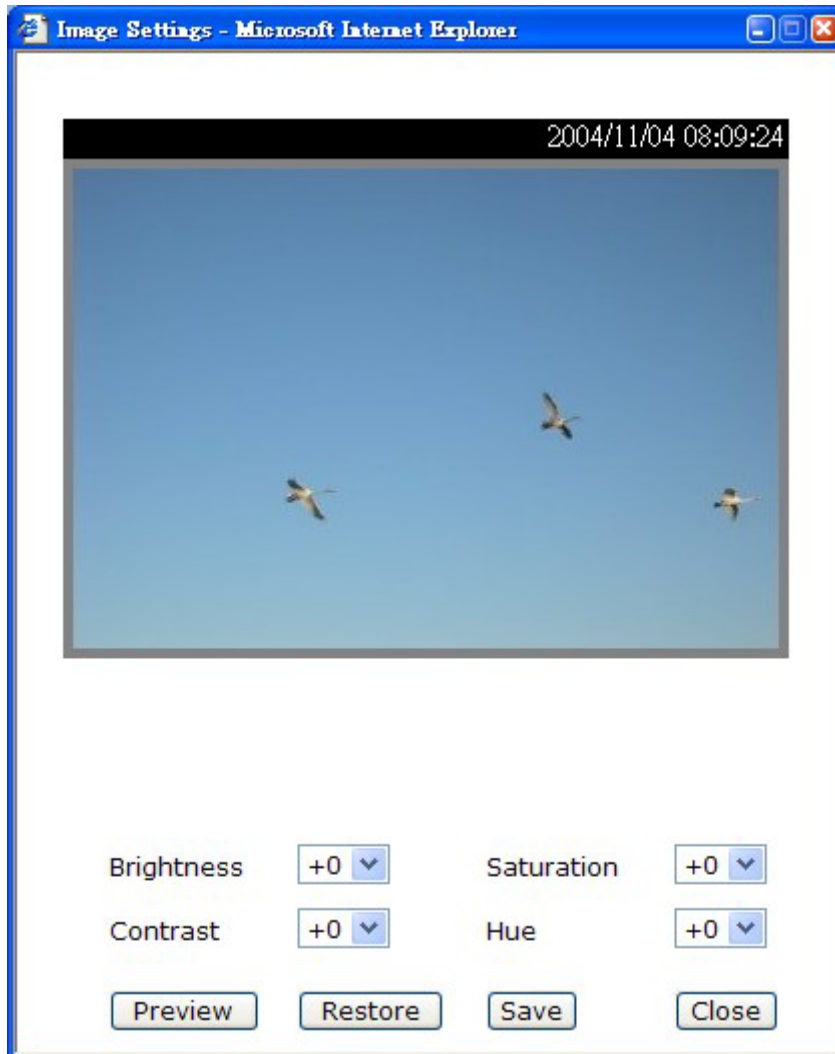 Image Settings - Microsoft Internet Explorer
2004/11/04 08:09:24
Brightness +0 Saturation +0
Contrast +0 Hue +0
Preview Restore Save Close